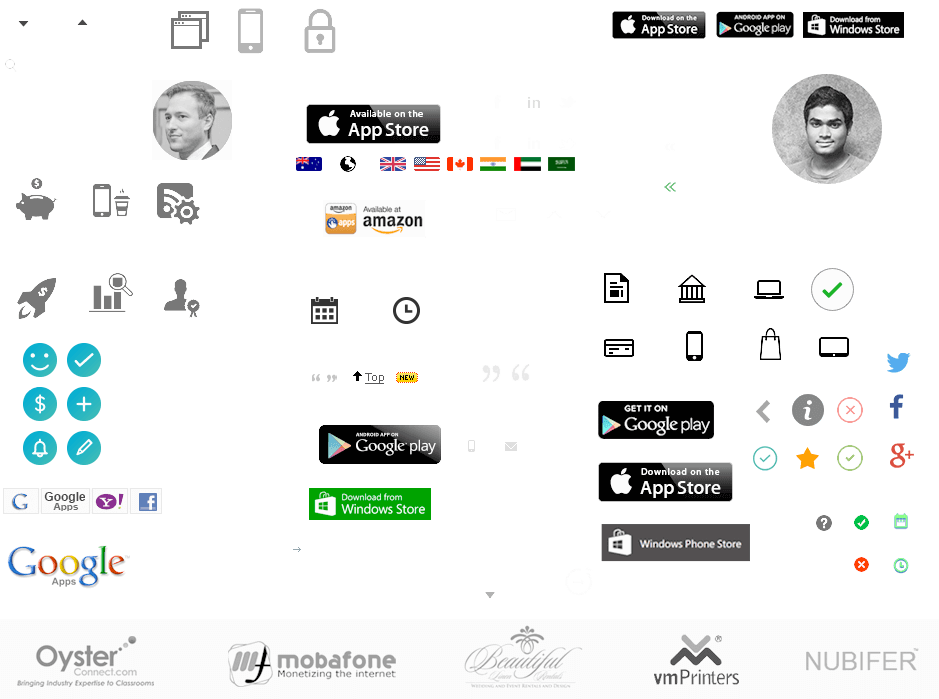 Download on the
App Store
ANDROID APP ON
Google play
Download from
Windows Store
in
Available on the
App Store
amazon
apps
Available at
amazon
Top
NEW
GET IT ON
Google play
ANDROID APP ON
Google play
Download on the
App Store
G
Google
Apps
Y!
f
Download from
Windows Store
Windows Phone Store
Google
Apps
g+
Oyster
Connect.com
Bringing Industry Expertise to Classrooms
mobafone
Monetizing the internet
Beautiful
vmPrinters
NUBIFER